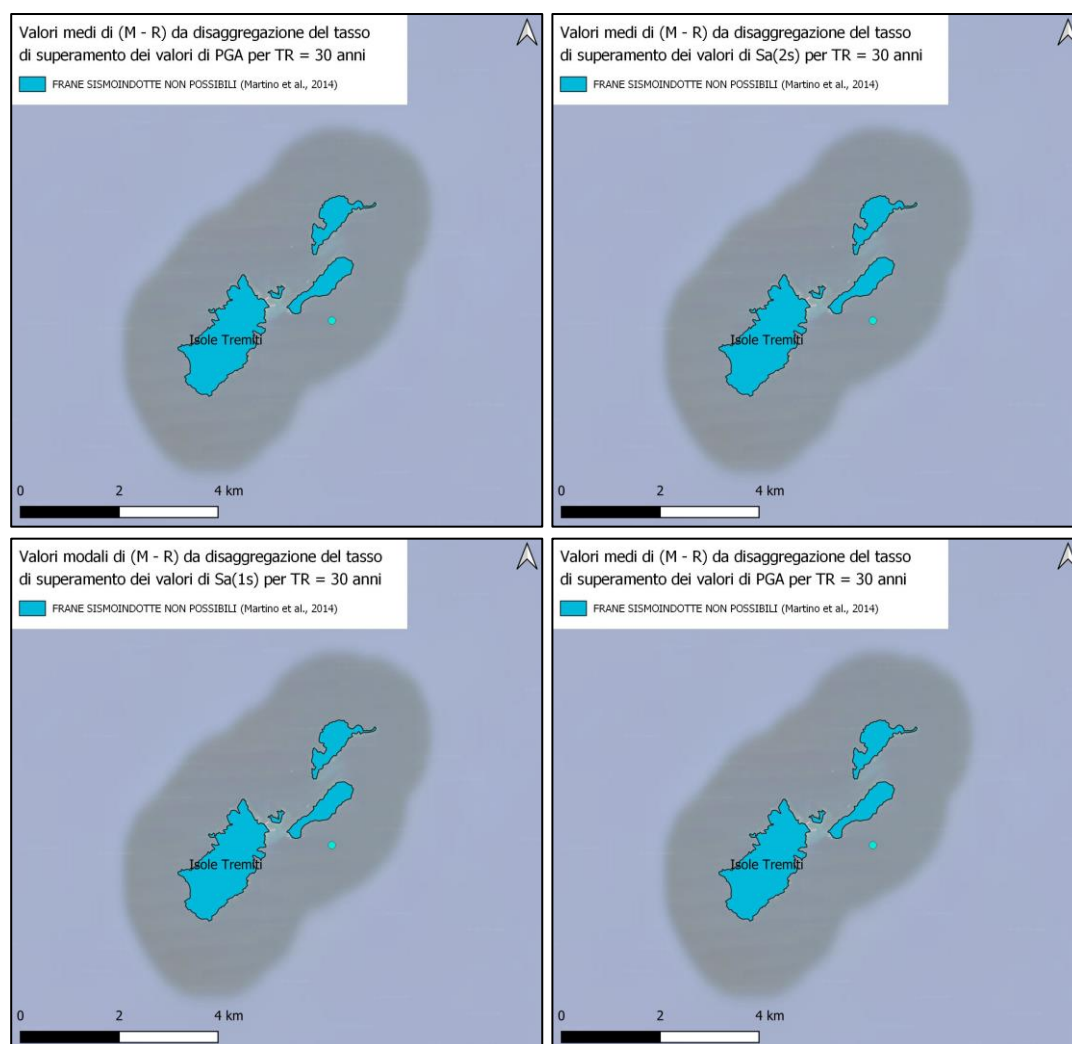 Valori medi di (M - R) da disaggregazione del tasso
di superamento dei valori di PGA per TR = 30 anni
FRANE SISMOINDOTTE NON POSSIBILI (Martino et al., 2014)
Isole Tremiti
0 2 4 km
Valori medi di (M - R) da disaggregazione del tasso
di superamento dei valori di Sa(2s) per TR = 30 anni
FRANE SISMOINDOTTE NON POSSIBILI (Martino et al., 2014)
Isole Tremiti
0 2 4 km
Valori modali di (M - R) da disaggregazione del tasso
di superamento dei valori di Sa(1s) per TR = 30 anni
FRANE SISMOINDOTTE NON POSSIBILI (Martino et al., 2014)
Isole Tremiti
0 2 4 km
Valori medi di (M - R) da disaggregazione del tasso
di superamento dei valori di PGA per TR = 30 anni
FRANE SISMOINDOTTE NON POSSIBILI (Martino et al., 2014)
Isole Tremiti
0 2 4 km